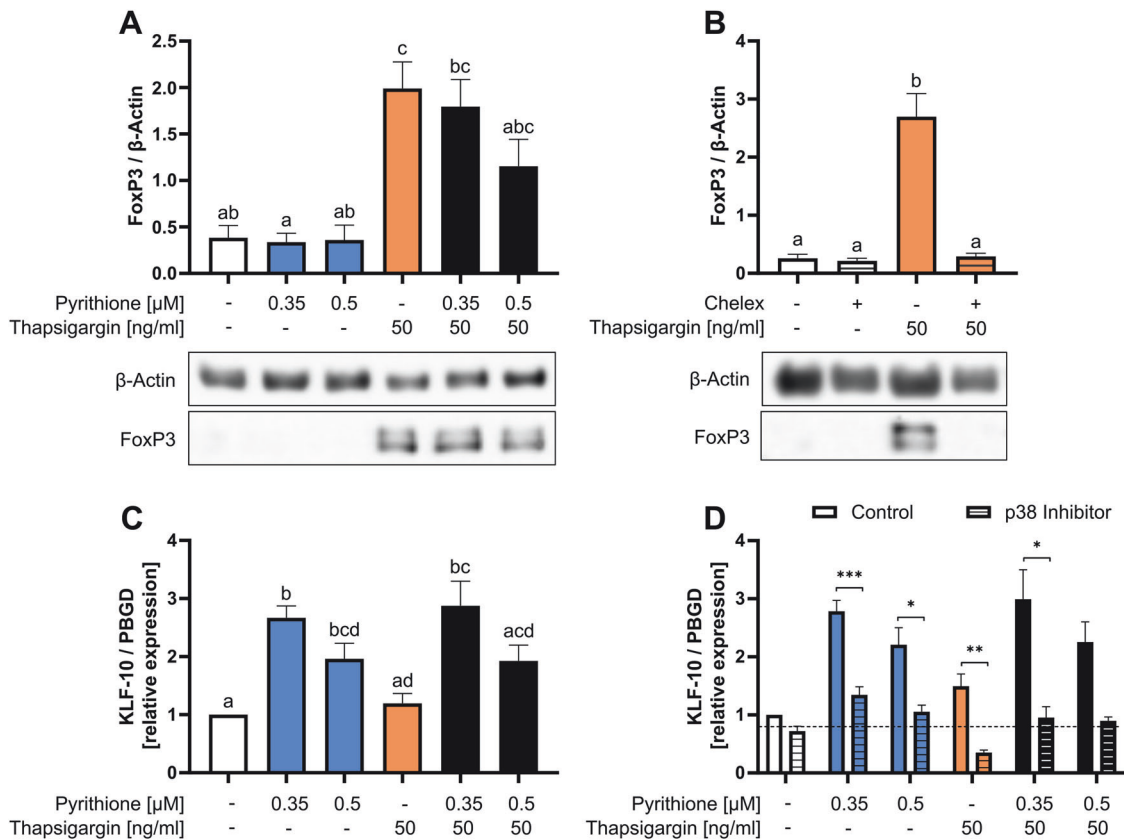 A
FoxP3 / β-Actin
2.5
2.0
1.5
1.0
0.5
0.0
ab a ab c bc abc
Pyrithione [µM] - 0.35 0.5 - 0.35 0.5
Thapsigargin [ng/ml] - - - 50 50 50
β-Actin
FoxP3
B
FoxP3 / β-Actin
4
3
2
1
0
a a b a
Chelex - + - +
Thapsigargin [ng/ml] - - 50 50
β-Actin
FoxP3
C
KLF-10 / PBGD
[relative expression]
4
3
2
1
0
a b bcd ad bc acd
Pyrithione [µM] - 0.35 0.5 - 0.35 0.5
Thapsigargin [ng/ml] - - - 50 50 50
D
Control p38 Inhibitor
KLF-10 / PBGD
[relative expression]
4
3
2
1
0
*** * ** *
Pyrithione [µM] - 0.35 0.5 - 0.35 0.5
Thapsigargin [ng/ml] - - - 50 50 50